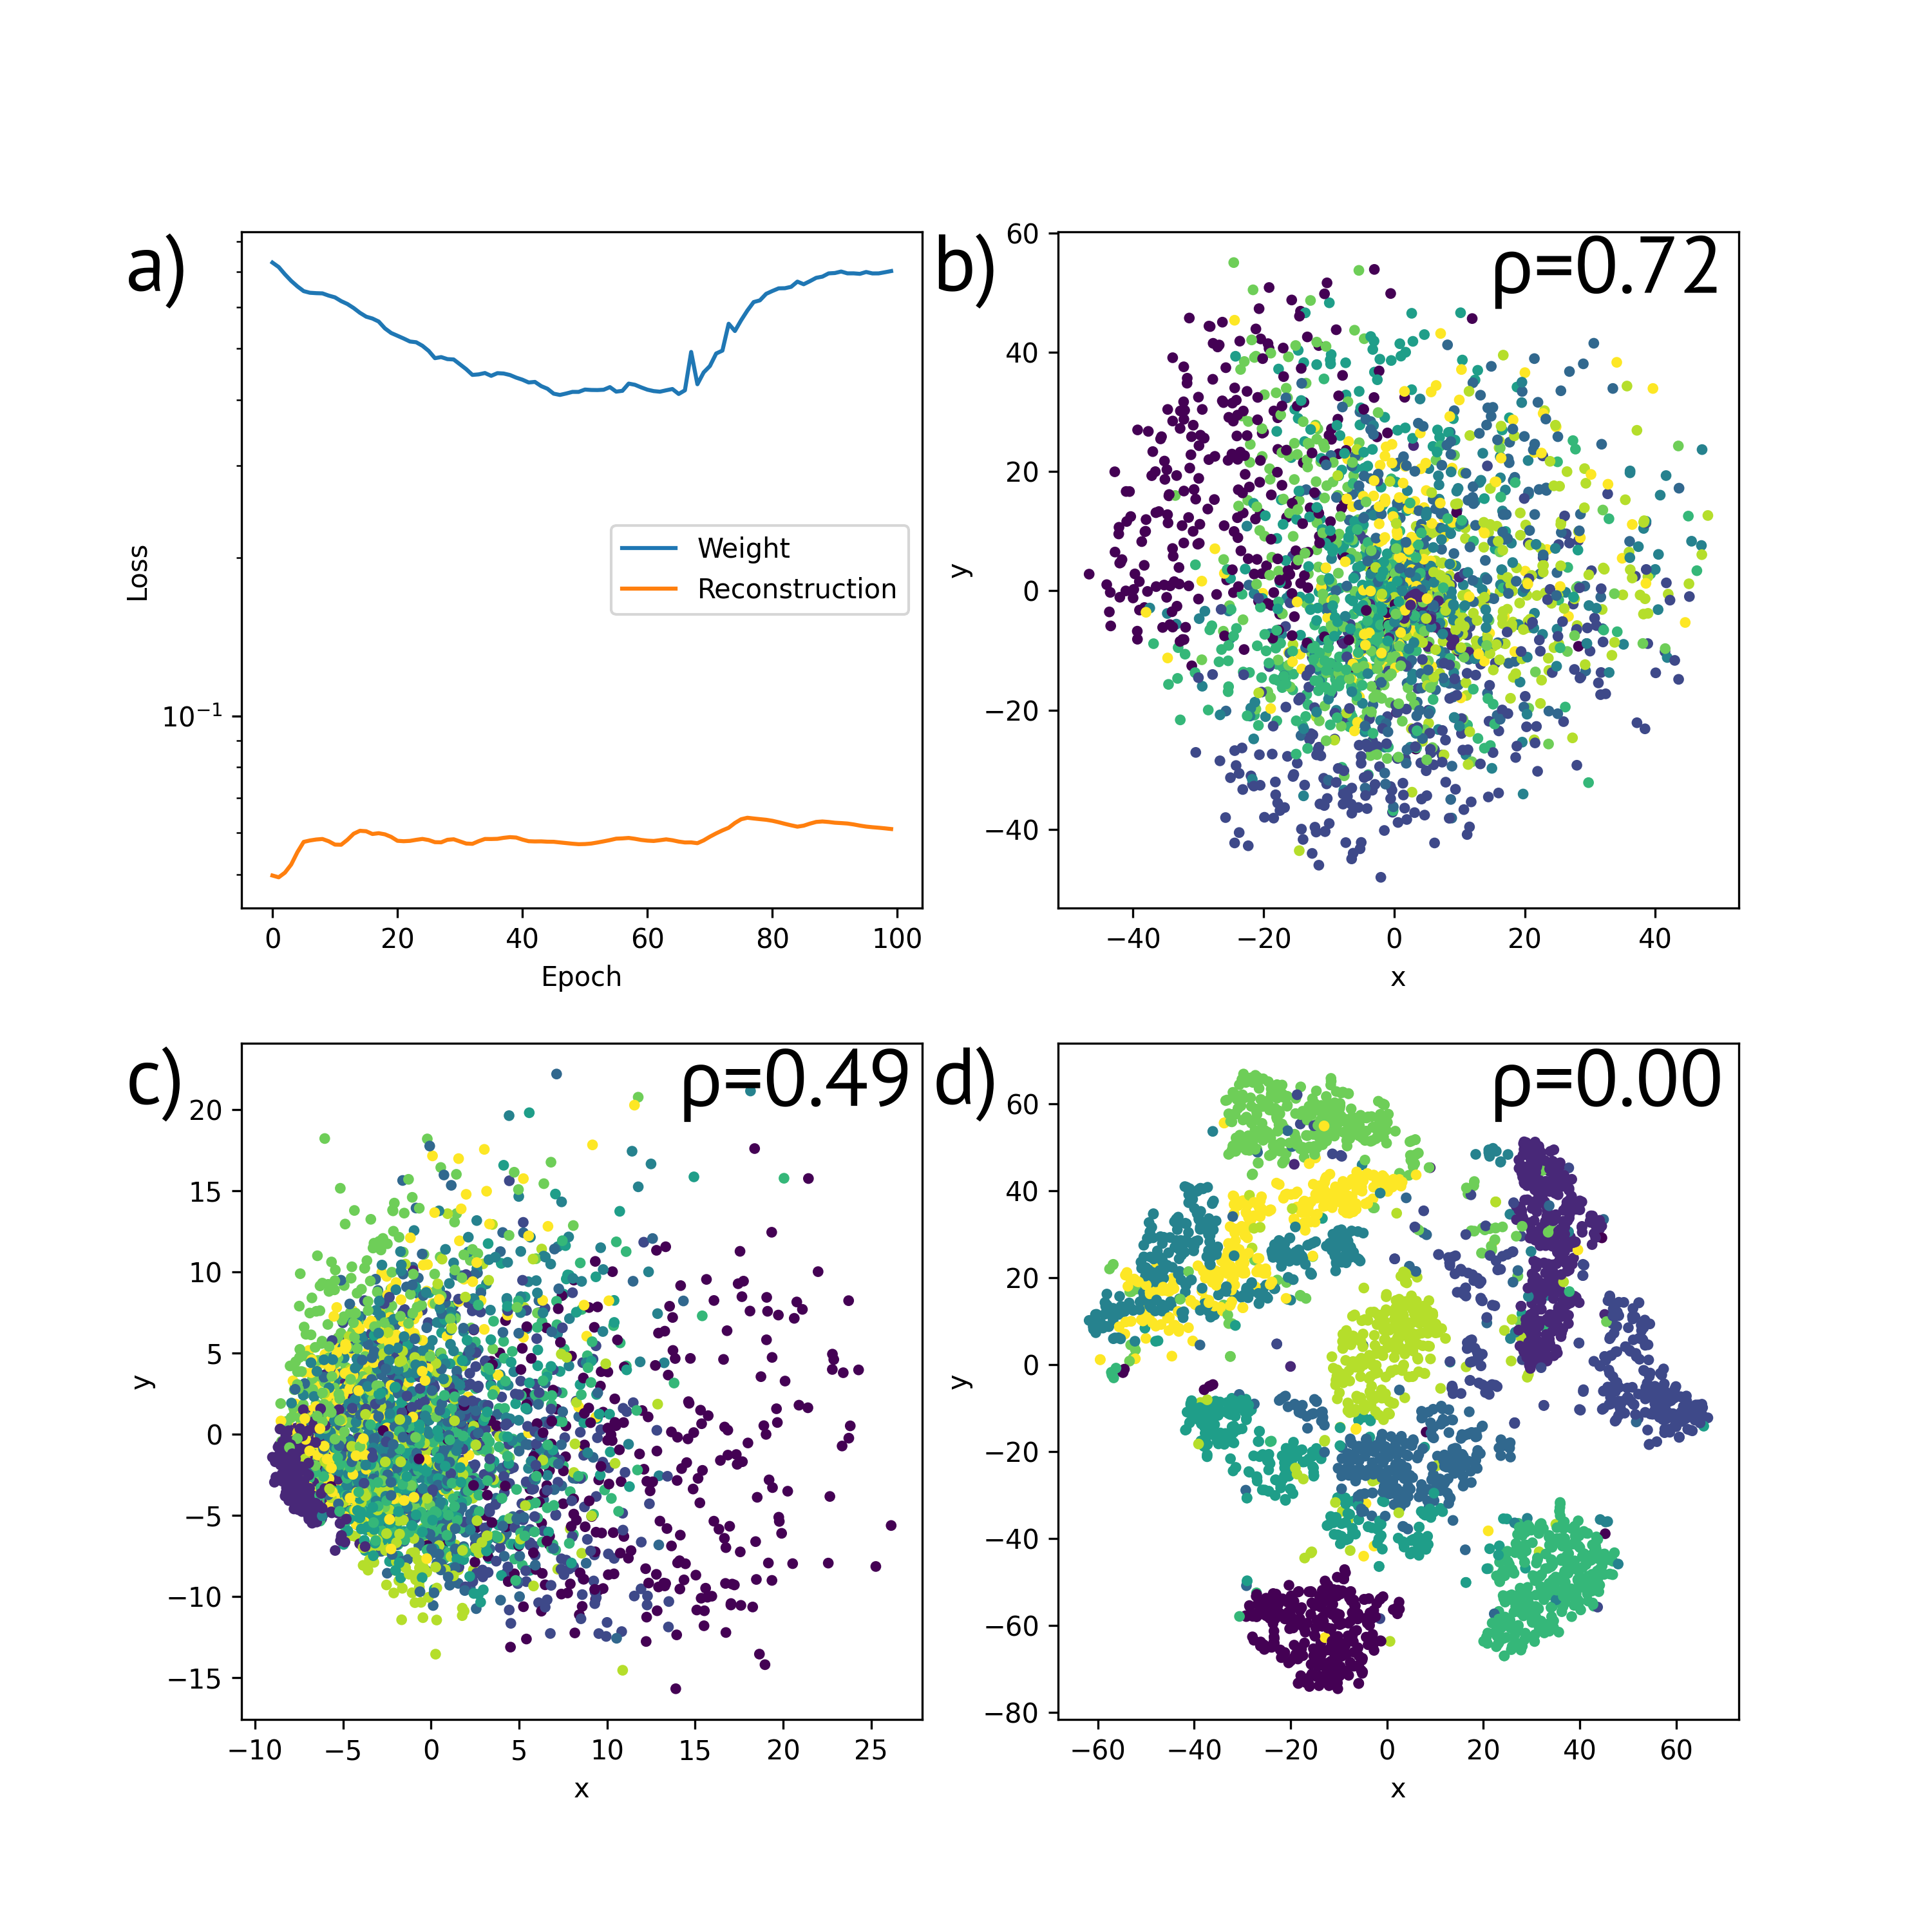 a)
Loss
10⁻¹
Weight
Reconstruction
0 20 40 60 80 100
Epoch
b)
ρ=0.72
y
60
40
20
0
−20
−40
−40 −20 0 20 40
x
c)
ρ=0.49
y
20
15
10
5
0
−5
−10
−15
−10 −5 0 5 10 15 20 25
x
d)
ρ=0.00
y
60
40
20
0
−20
−40
−60
−80
−60 −40 −20 0 20 40 60
x